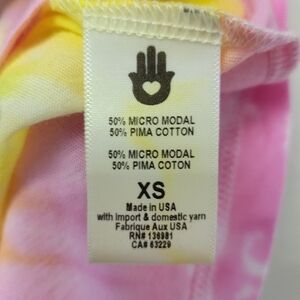 50% MICRO MODAL
50% PIMA COTTON
50% MICRO MODAL
50% PIMA COTTON
XS
Made in USA
with import & domestic yarn
Fabrique Aux USA
RN# 136981
CA# 63229